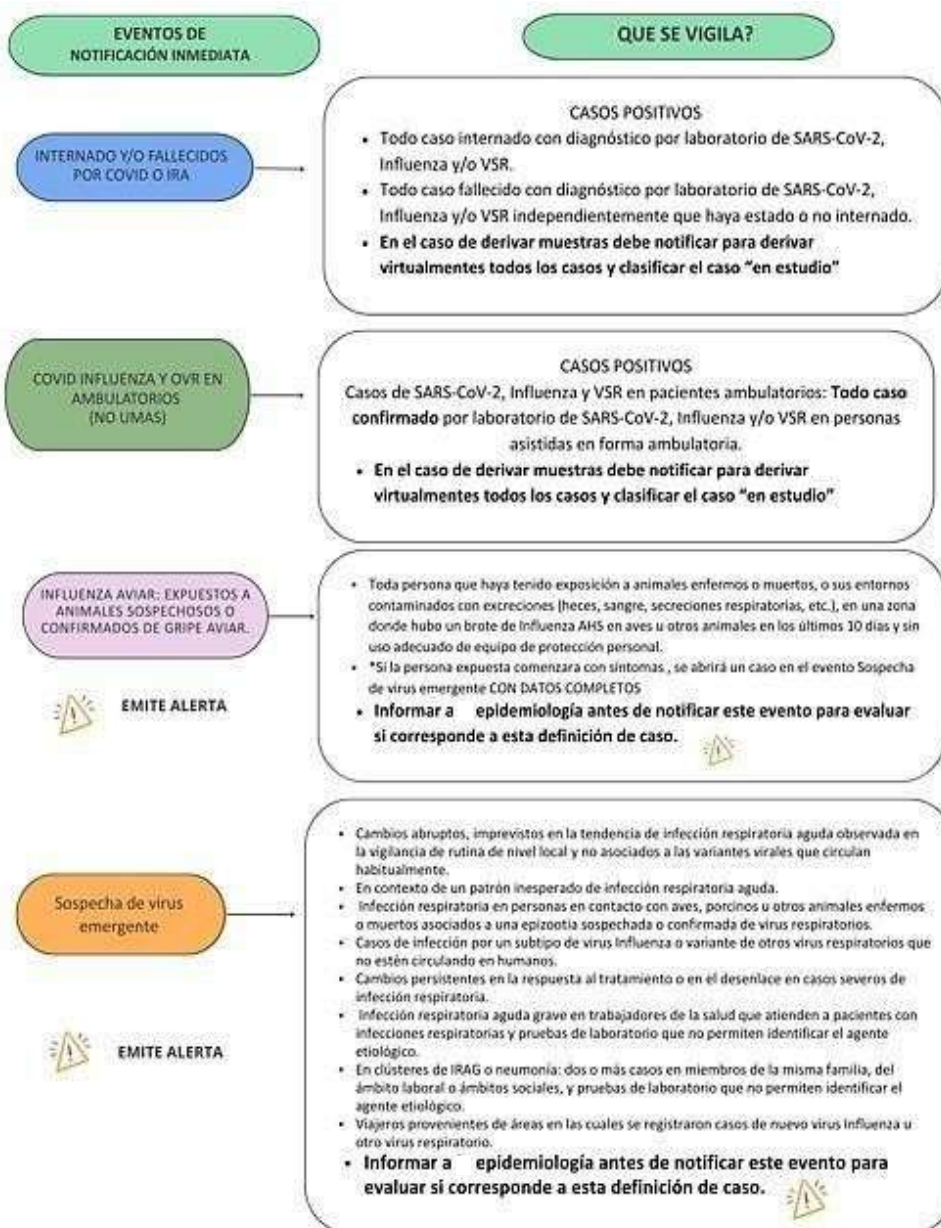 EVENTOS DE
NOTIFICACIÓN INMEDIATA
QUE SE VIGILA?
INTERNADO Y/O FALLECIDOS
POR COVID O IRA
CASOS POSITIVOS
• Todo caso internado con diagnóstico por laboratorio de SARS-CoV-2,
Influenza y/o VSR.
• Todo caso fallecido con diagnóstico por laboratorio de SARS-CoV-2,
Influenza y/o VSR independientemente que haya estado o no internado.
• En el caso de derivar muestras debe notificar para derivar
virtualmentes todos los casos y clasificar el caso “en estudio”
COVID INFLUENZA Y OVR EN
AMBULATORIOS
(NO UMAS)
CASOS POSITIVOS
Casos de SARS-CoV-2, Influenza y VSR en pacientes ambulatorios: Todo caso
confirmado por laboratorio de SARS-CoV-2, Influenza y/o VSR en personas
asistidas en forma ambulatoria.
• En el caso de derivar muestras debe notificar para derivar
virtualmentes todos los casos y clasificar el caso “en estudio”
INFLUENZA AVIAR: EXPUESTOS A
ANIMALES SOSPECHOSOS O
CONFIRMADOS DE GRIPE AVIAR.
EMITE ALERTA
• Toda persona que haya tenido exposición a animales enfermos o muertos, o sus entornos
contaminados con excreciones (heces, sangre, secreciones respiratorias, etc.), en una zona
donde hubo un brote de Influenza AHS en aves u otros animales en los últimos 10 días y sin
uso adecuado de equipo de protección personal.
• *Si la persona expuesta comenzara con síntomas , se abrirá un caso en el evento Sospecha
de virus emergente CON DATOS COMPLETOS
• Informar a epidemiología antes de notificar este evento para evaluar
si corresponde a esta definición de caso.
Sospecha de virus
emergente
EMITE ALERTA
• Cambios abruptos, imprevistos en la tendencia de infección respiratoria aguda observada en
la vigilancia de rutina de nivel local y no asociados a las variantes virales que circulan
habitualmente.
• En contexto de un patrón inesperado de infección respiratoria aguda.
• Infección respiratoria en personas en contacto con aves, porcinos u otros animales enfermos
o muertos asociados a una epizootia sospechada o confirmada de virus respiratorios.
• Casos de infección por un subtipo de virus Influenza o variante de otros virus respiratorios que
no estén circulando en humanos.
• Cambios persistentes en la respuesta al tratamiento o en el desenlace en casos severos de
infección respiratoria.
• Infección respiratoria aguda grave en trabajadores de la salud que atienden a pacientes con
infecciones respiratorias y pruebas de laboratorio que no permiten identificar el agente
etiológico.
• En clústeres de IRAG o neumonía: dos o más casos en miembros de la misma familia, del
ámbito laboral o ámbitos sociales, y pruebas de laboratorio que no permiten identificar el
agente etiológico.
• Viajeros provenientes de áreas en las cuales se registraron casos de nuevo virus Influenza u
otro virus respiratorio.
• Informar a epidemiología antes de notificar este evento para
evaluar si corresponde a esta definición de caso.